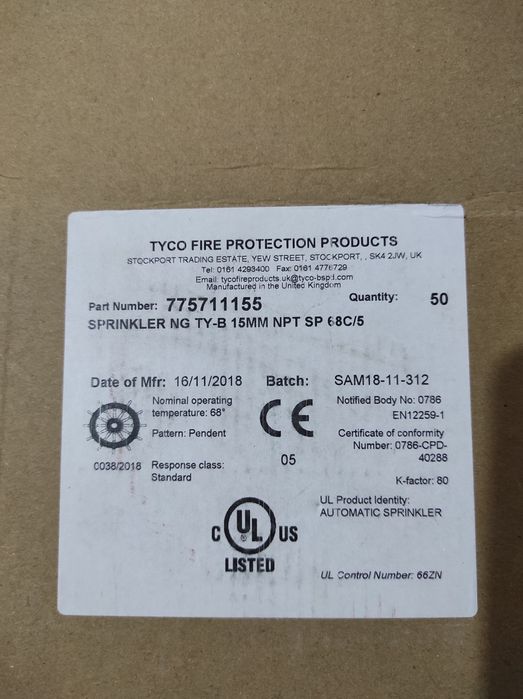 TYCO FIRE PROTECTION PRODUCTS
STOCKPORT TRADING ESTATE, YEW STREET, STOCKPORT, , SK4 2JW, UK
Tel: 0161 4293400 Fax: 0161 4776729
Email: tycofireproducts.uk@tyco-bspd.com
Manufactured in the United Kingdom
Part Number: 775711155 Quantity: 50
SPRINKLER NG TY-B 15MM NPT SP 68C/5
Date of Mfr: 16/11/2018 Batch: SAM18-11-312
Nominal operating
temperature: 68°
Pattern: Pendent
0038/2018 Response class:
Standard
CE
05
Notified Body No: 0786
EN12259-1
Certificate of conformity
Number: 0786-CPD-
40288
K-factor: 80
UL Product Identity:
AUTOMATIC SPRINKLER
C UL US
LISTED
UL Control Number: 66ZN